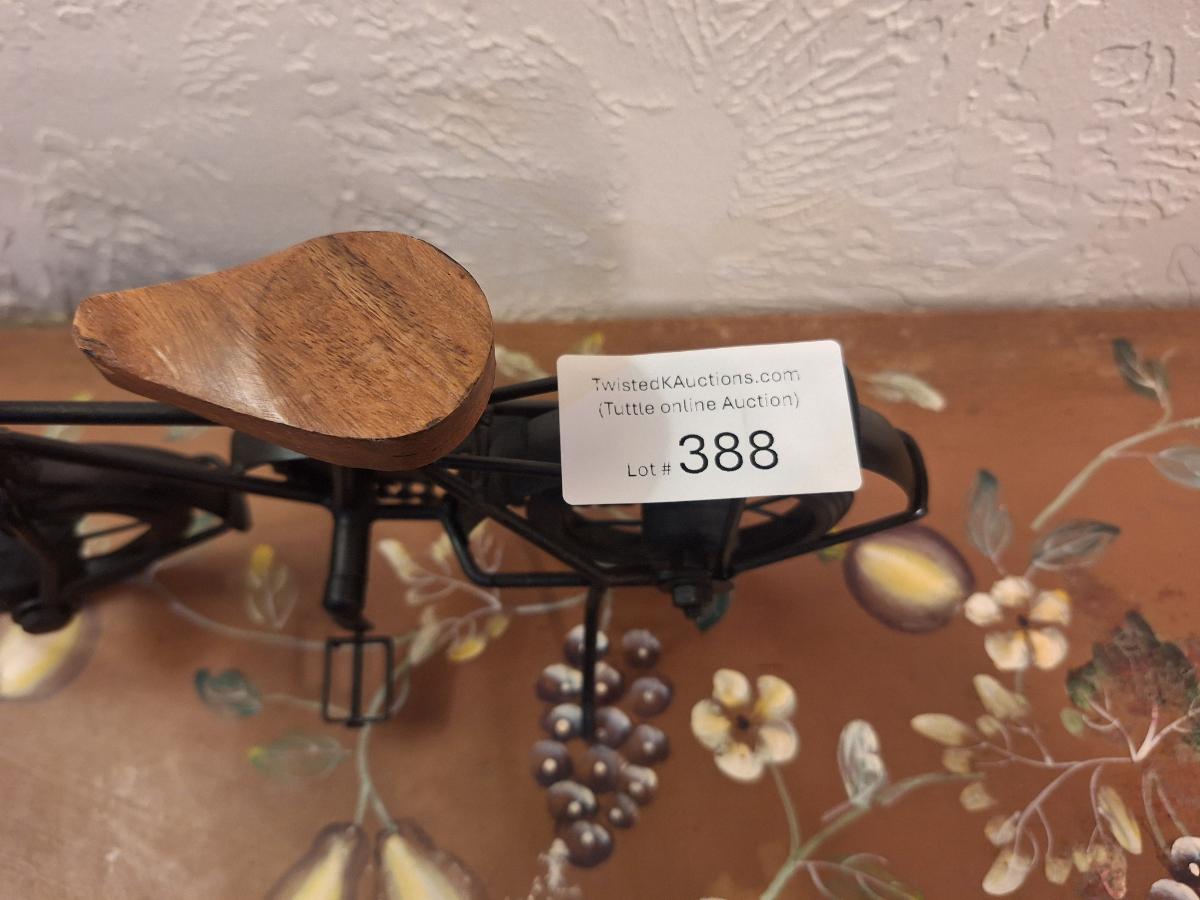 TwistedKAuctions.com
(Tuttle online Auction)
Lot # 388